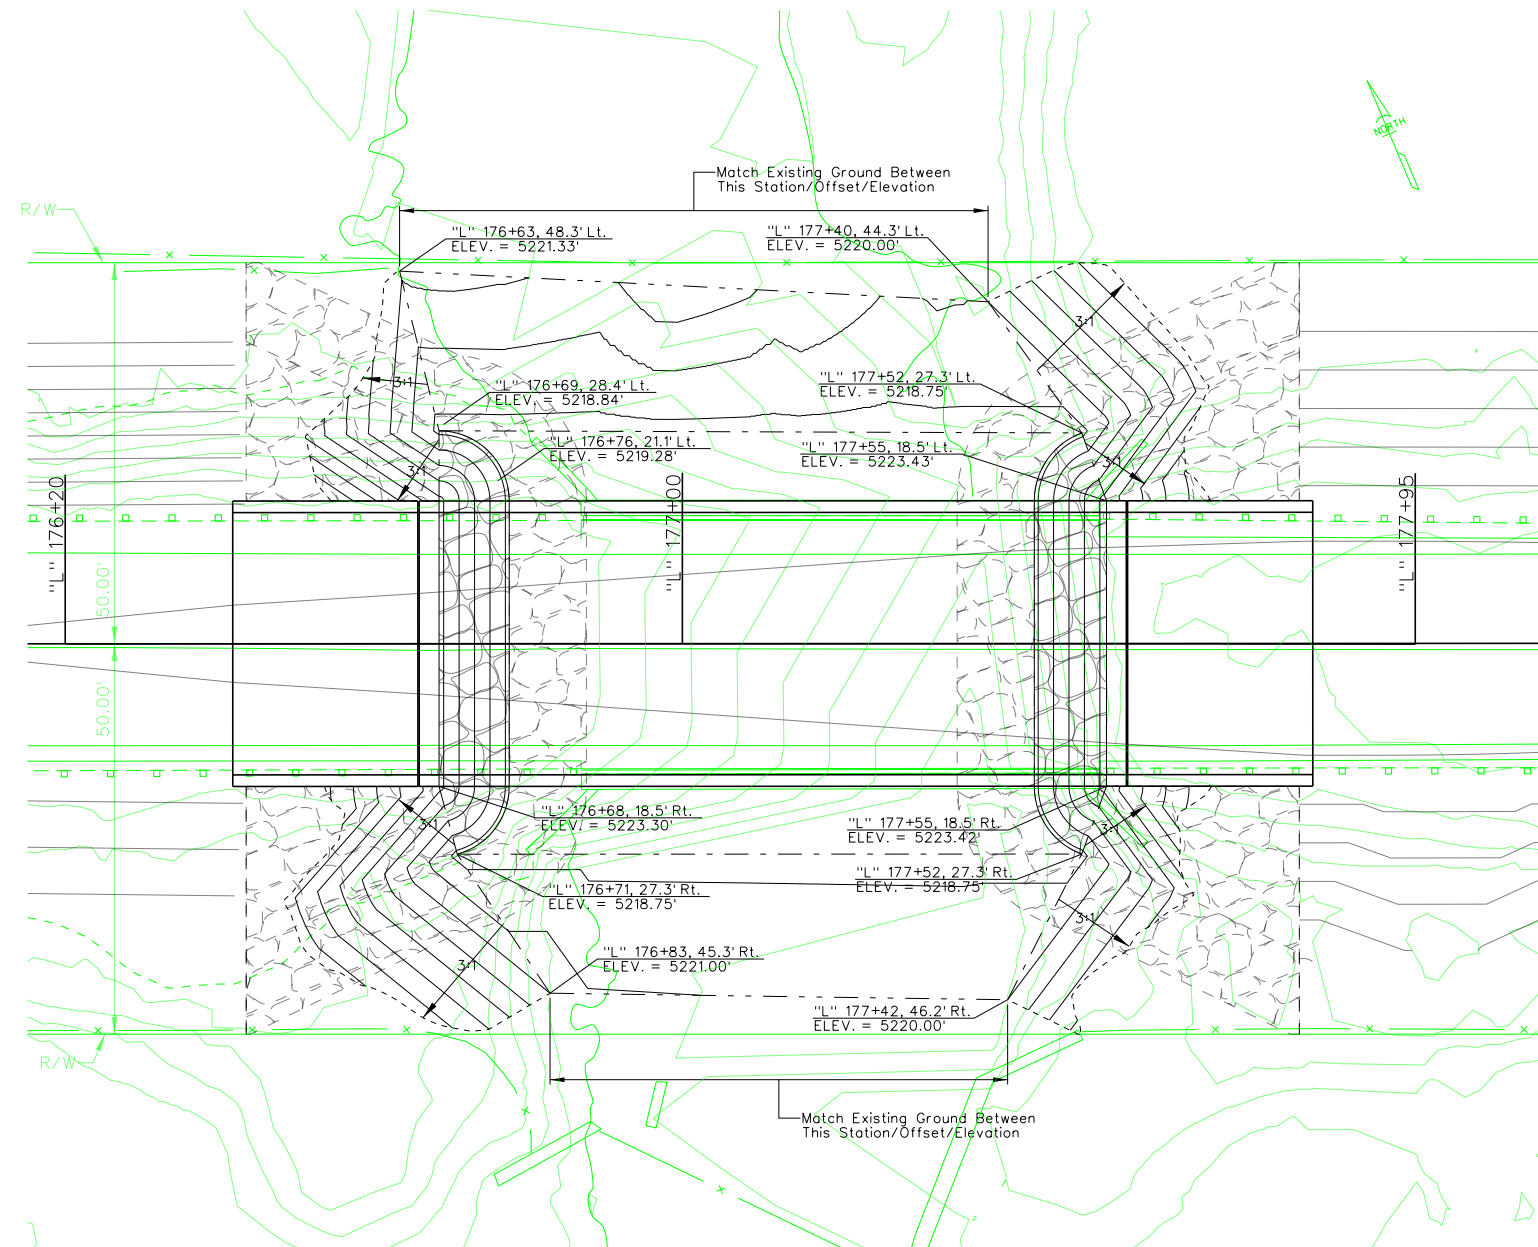 NORTH
Match Existing Ground Between
This Station/Offset/Elevation
R/W
"L" 176+63, 48.3' Lt.
ELEV. = 5221.33'
"L" 177+40, 44.3' Lt.
ELEV. = 5220.00'
3:1
3:1
"L" 176+69, 28.4' Lt.
ELEV. = 5218.84'
"L" 177+52, 27.3' Lt.
ELEV. = 5218.75'
"L" 176+76, 21.1' Lt.
ELEV. = 5219.28'
"L" 177+55, 18.5' Lt.
ELEV. = 5223.43'
3:1
3:1
"L" 176+20
"L" 177+00
"L" 177+95
50.00'
50.00'
"L" 176+68, 18.5' Rt.
ELEV. = 5223.30'
"L" 177+55, 18.5' Rt.
ELEV. = 5223.42'
3:1
3:1
"L" 176+71, 27.3' Rt.
ELEV. = 5218.75'
"L" 177+52, 27.3' Rt.
ELEV. = 5218.75'
3:1
"L" 176+83, 45.3' Rt.
ELEV. = 5221.00'
3:1
"L" 177+42, 46.2' Rt.
ELEV. = 5220.00'
R/W
Match Existing Ground Between
This Station/Offset/Elevation